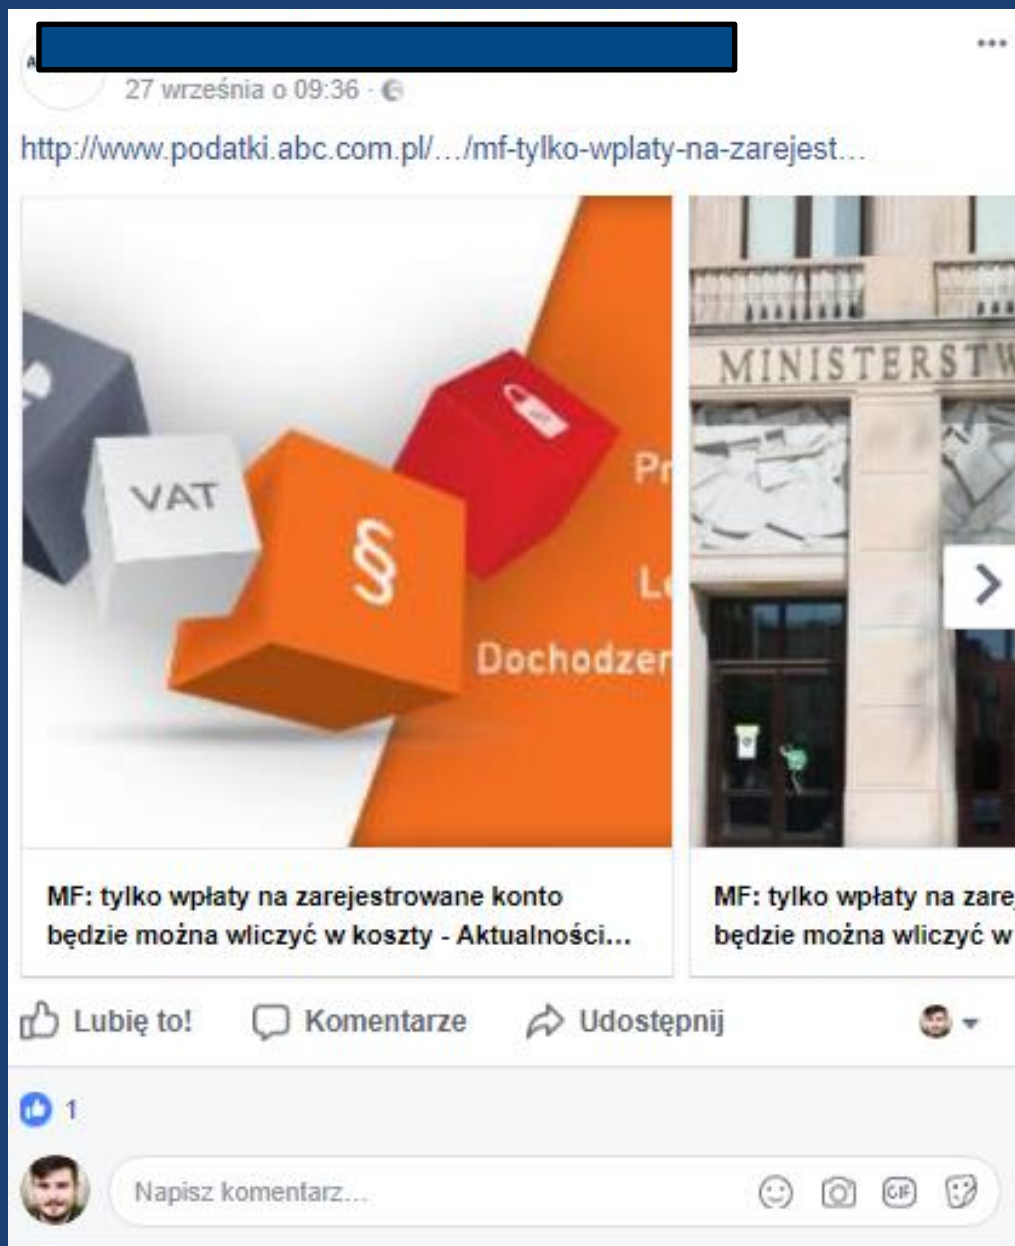 27 września o 09:36
http://www.podatki.abc.com.pl/…/mf-tylko-wplaty-na-zarejest…
VAT
§
Dochodzen
MINISTERSTW
MF: tylko wpłaty na zarejestrowane konto
będzie można wliczyć w koszty - Aktualności…
MF: tylko wpłaty na zarej
będzie można wliczyć w
Lubię to!
Komentarze
Udostępnij
1
Napisz komentarz…
GIF